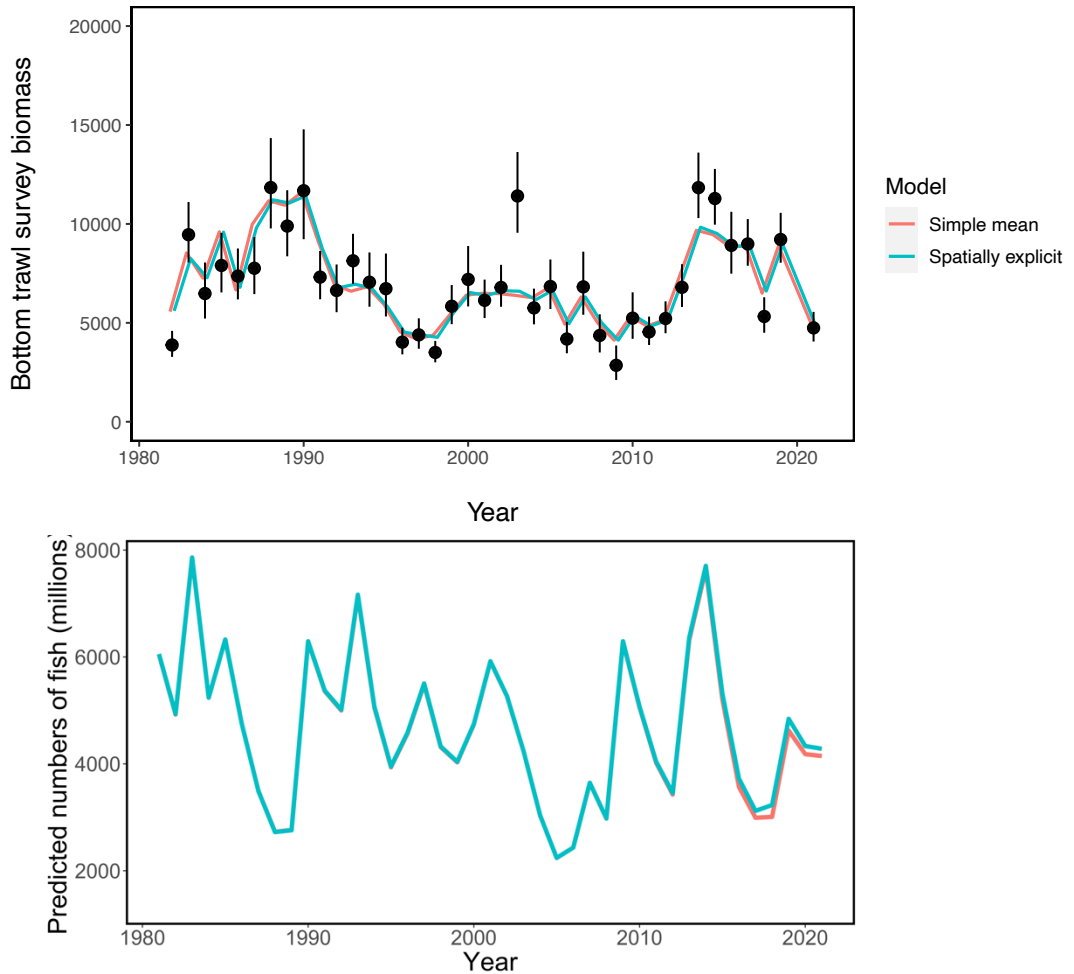 20000
15000
10000
5000
0
Bottom trawl survey biomass
1980
1990
2000
2010
2020
Year
Model
Simple mean
Spatially explicit
8000
6000
4000
2000
Predicted numbers of fish (millions)
1980
1990
2000
2010
2020
Year